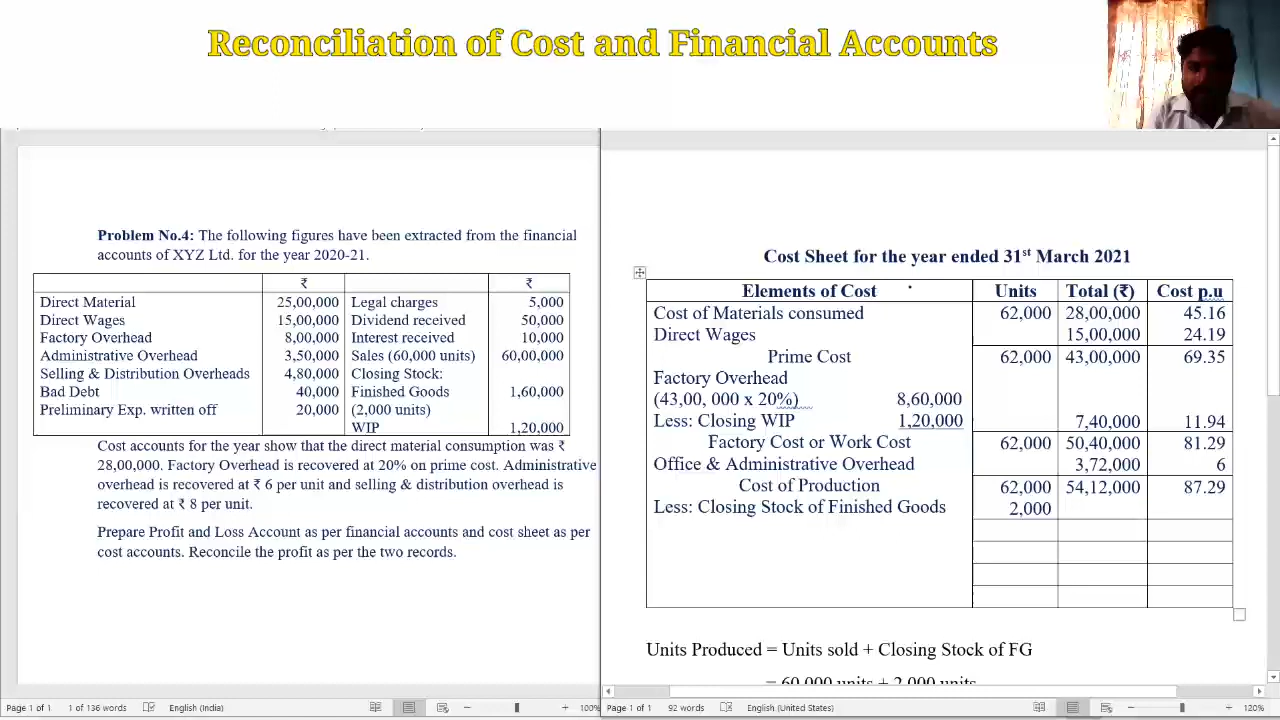 Reconciliation of Cost and Financial Accounts
Problem No.4: The following figures have been extracted from the financial
accounts of XYZ Ltd. for the year 2020-21.
₹ ₹
Direct Material 25,00,000 Legal charges 5,000
Direct Wages 15,00,000 Dividend received 50,000
Factory Overhead 8,00,000 Interest received 10,000
Administrative Overhead 3,50,000 Sales (60,000 units) 60,00,000
Selling & Distribution Overheads 4,80,000 Closing Stock:
Bad Debt 40,000 Finished Goods 1,60,000
Preliminary Exp. written off 20,000 (2,000 units)
WIP 1,20,000
Cost accounts for the year show that the direct material consumption was ₹
28,00,000. Factory Overhead is recovered at 20% on prime cost. Administrative
overhead is recovered at ₹ 6 per unit and selling & distribution overhead is
recovered at ₹ 8 per unit.
Prepare Profit and Loss Account as per financial accounts and cost sheet as per
cost accounts. Reconcile the profit as per the two records.
Page 1 of 1 1 of 136 words English (India) 100%
Cost Sheet for the year ended 31st March 2021
Elements of Cost Units Total (₹) Cost p.u
Cost of Materials consumed 62,000 28,00,000 45.16
Direct Wages 15,00,000 24.19
Prime Cost 62,000 43,00,000 69.35
Factory Overhead
(43,00, 000 x 20%) 8,60,000
Less: Closing WIP 1,20,000 7,40,000 11.94
Factory Cost or Work Cost 62,000 50,40,000 81.29
Office & Administrative Overhead 3,72,000 6
Cost of Production 62,000 54,12,000 87.29
Less: Closing Stock of Finished Goods 2,000
Units Produced = Units sold + Closing Stock of FG
= 60,000 units + 2,000 units
Page 1 of 1 92 words English (United States) 120%